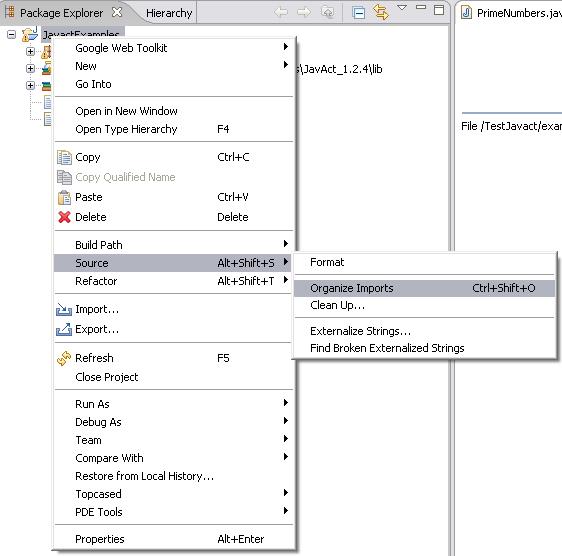 Package Explorer
Hierarchy
PrimeNumbers.jav
JavactExamples
s\JavAct_1.2.4\lib
File /TestJavact/exam
Google Web Toolkit
New
Go Into
Open in New Window
Open Type Hierarchy F4
Copy Ctrl+C
Copy Qualified Name
Paste Ctrl+V
Delete Delete
Build Path
Source Alt+Shift+S
Refactor Alt+Shift+T
Import...
Export...
Refresh F5
Close Project
Run As
Debug As
Team
Compare With
Restore from Local History...
Topcased
PDE Tools
Properties Alt+Enter
Format
Organize Imports Ctrl+Shift+O
Clean Up...
Externalize Strings...
Find Broken Externalized Strings